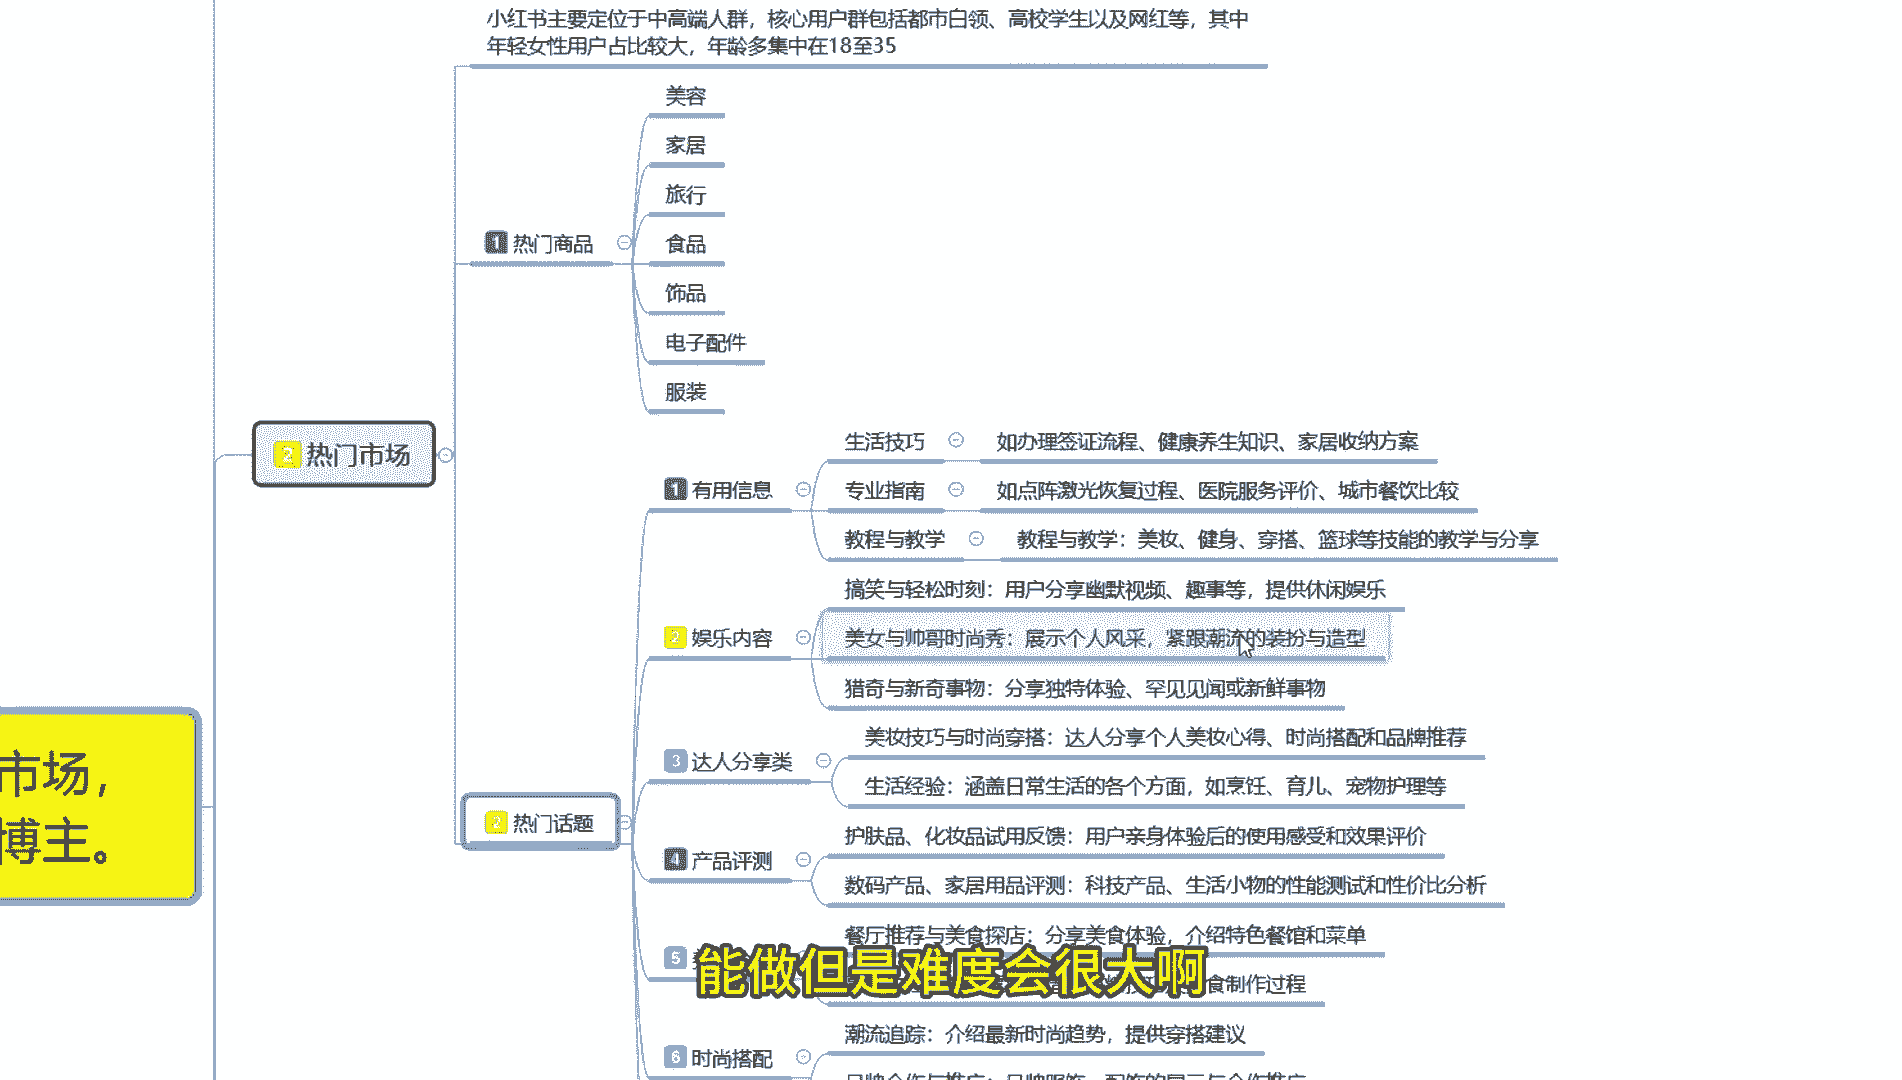 小红书主要定位于中高端人群，核心用户群包括都市白领、高校学生以及网红等，其中
年轻女性用户占比较大，年龄多集中在18至35
美容
家居
旅行
1 热门商品
食品
饰品
电子配件
服装
2 热门市场
生活技巧
如办理签证流程、健康养生知识、家居收纳方案
1 有用信息
专业指南
如点阵激光恢复过程、医院服务评价、城市餐饮比较
教程与教学
教程与教学：美妆、健身、穿搭、篮球等技能的教学与分享
搞笑与轻松时刻：用户分享幽默视频、趣事等，提供休闲娱乐
2 娱乐内容
美女与帅哥时尚秀：展示个人风采，紧跟潮流的装扮与造型
猎奇与新奇事物：分享独特体验、罕见见闻或新鲜事物
美妆技巧与时尚穿搭：达人分享个人美妆心得、时尚搭配和品牌推荐
3 达人分享类
生活经验：涵盖日常生活的各个方面，如烹饪、育儿、宠物护理等
市场，
博主。
2 热门话题
护肤品、化妆品试用反馈：用户亲身体验后的使用感受和效果评价
4 产品评测
数码产品、家居用品评测：科技产品、生活小物的性能测试和性价比分析
餐厅推荐与美食探店：分享美食体验，介绍特色餐馆和菜单
5
能做但是难度会很大啊
食制作过程
潮流追踪：介绍最新时尚趋势，提供穿搭建议
6 时尚搭配